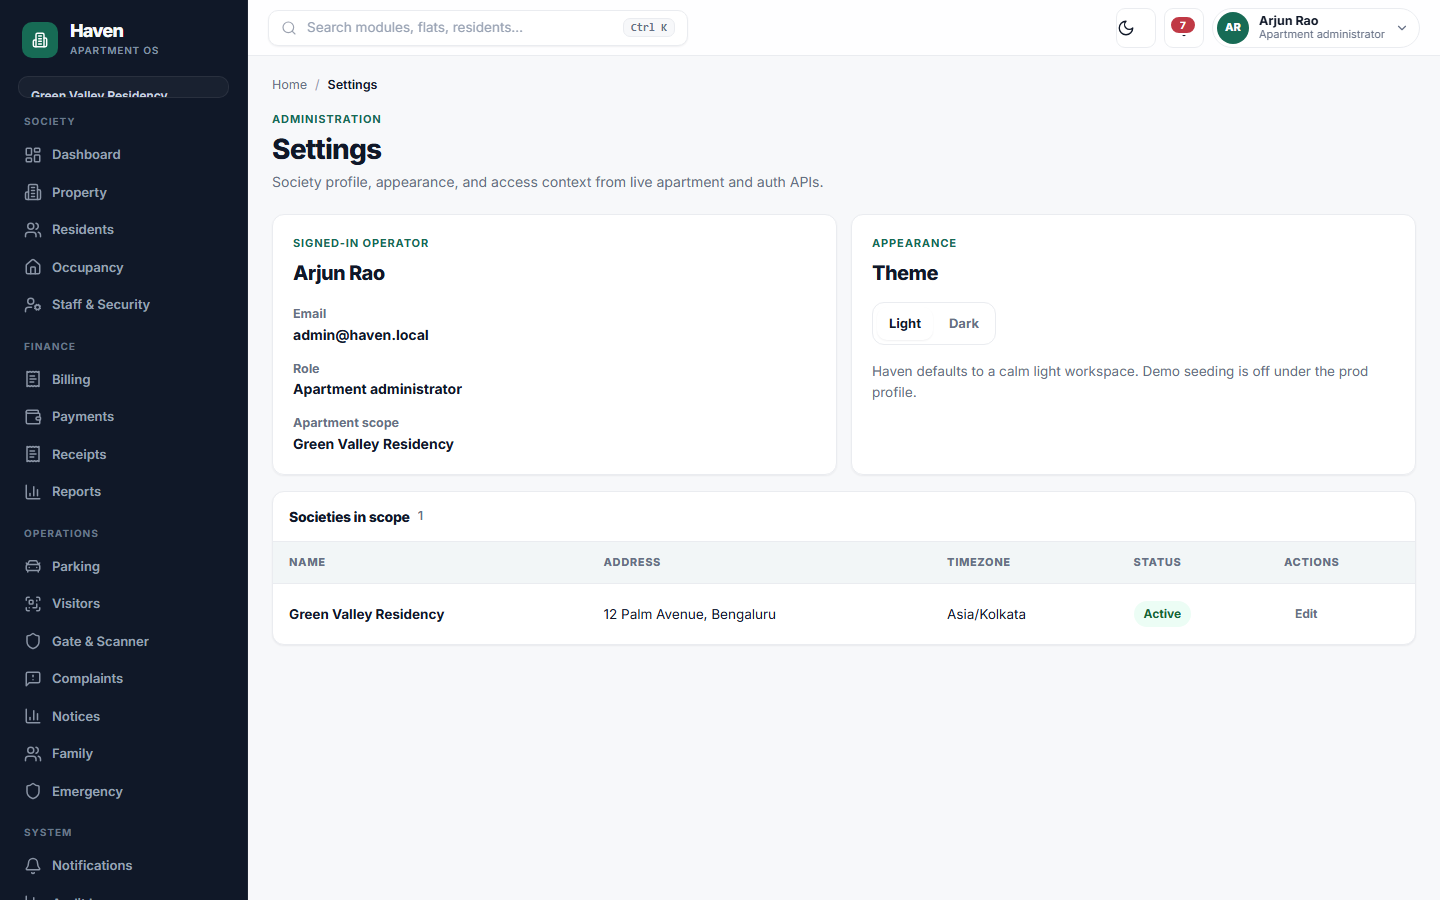 Haven
APARTMENT OS
Green Valley Residency
SOCIETY
Dashboard
Property
Residents
Occupancy
Staff & Security
FINANCE
Billing
Payments
Receipts
Reports
OPERATIONS
Parking
Visitors
Gate & Scanner
Complaints
Notices
Family
Emergency
SYSTEM
Notifications
Search modules, flats, residents...
Ctrl K
7
AR
Arjun Rao
Apartment administrator
Home / Settings
ADMINISTRATION
Settings
Society profile, appearance, and access context from live apartment and auth APIs.
SIGNED-IN OPERATOR
Arjun Rao
Email
admin@haven.local
Role
Apartment administrator
Apartment scope
Green Valley Residency
APPEARANCE
Theme
Light Dark
Haven defaults to a calm light workspace. Demo seeding is off under the prod
profile.
Societies in scope 1
NAME ADDRESS TIMEZONE STATUS ACTIONS
Green Valley Residency 12 Palm Avenue, Bengaluru Asia/Kolkata Active Edit